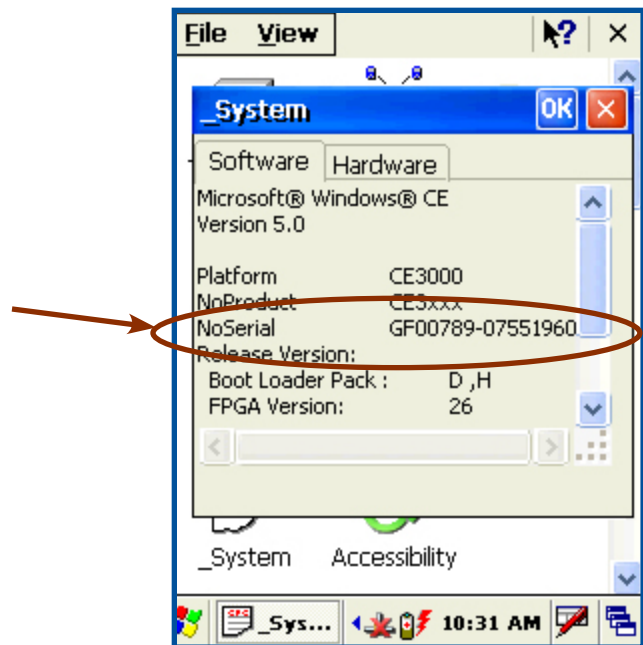 File View
_System OK
Software Hardware
Microsoft® Windows® CE
Version 5.0
Platform CE3000
NoProduct CE3xxx
NoSerial GF00789-07551960
Release Version:
Boot Loader Pack : D ,H
FPGA Version: 26
_System Accessibility
_Sys... 10:31 AM